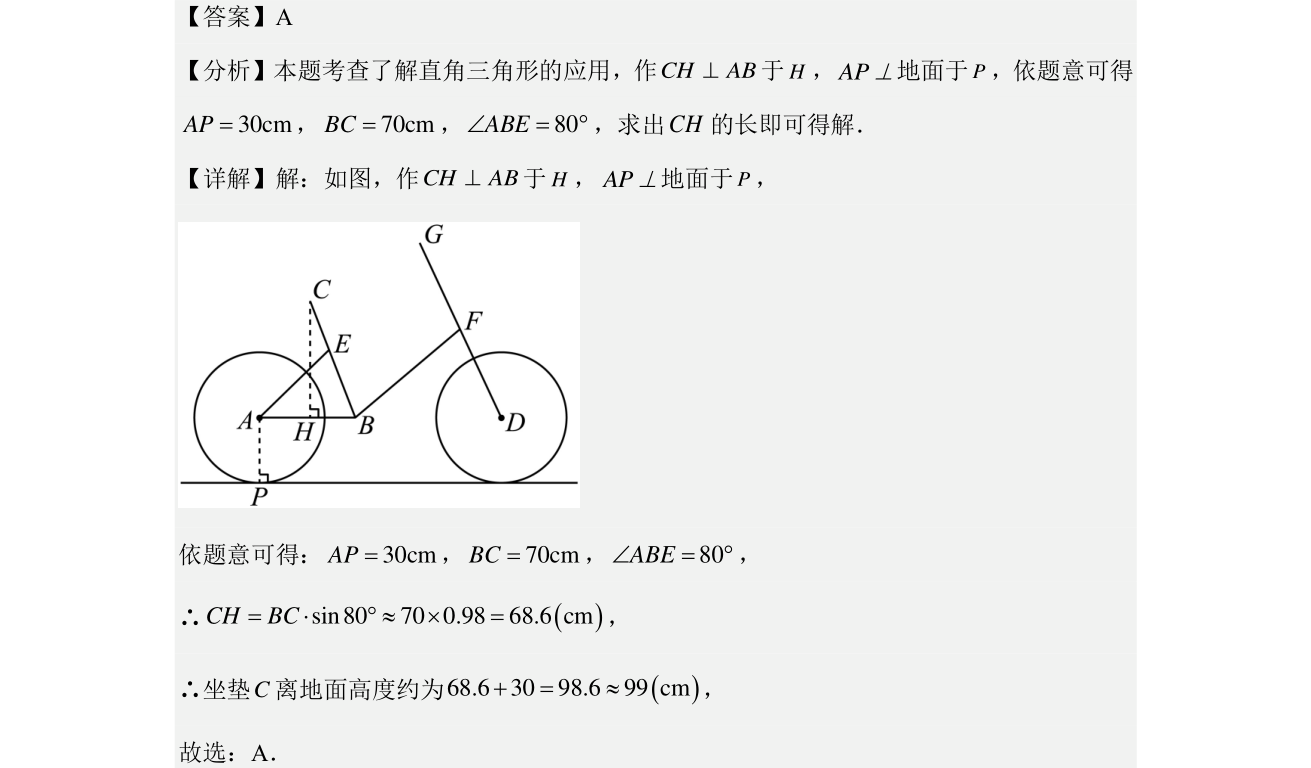 【答案】A
【分析】本题考查了解直角三角形的应用，作CH ⊥ AB于H，AP ⊥地面于P，依题意可得
AP = 30cm，BC = 70cm，∠ABE = 80°，求出CH 的长即可得解．
【详解】解：如图，作CH ⊥ AB于H，AP ⊥地面于P，
G
C
F
E
A
H
B
D
P
依题意可得：AP = 30cm，BC = 70cm，∠ABE = 80°，
∴CH = BC·sin80° ≈ 70×0.98 = 68.6(cm)，
∴坐垫C离地面高度约为68.6+30 = 98.6 ≈ 99(cm)，
故选：A．